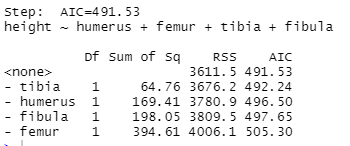 Step:  AIC=491.53
height ~ humerus + femur + tibia + fibula
Df Sum of Sq RSS AIC
<none> 3611.5 491.53
- tibia 1 64.76 3676.2 492.24
- humerus 1 169.41 3780.9 496.50
- fibula 1 198.05 3809.5 497.65
- femur 1 394.61 4006.1 505.30
>